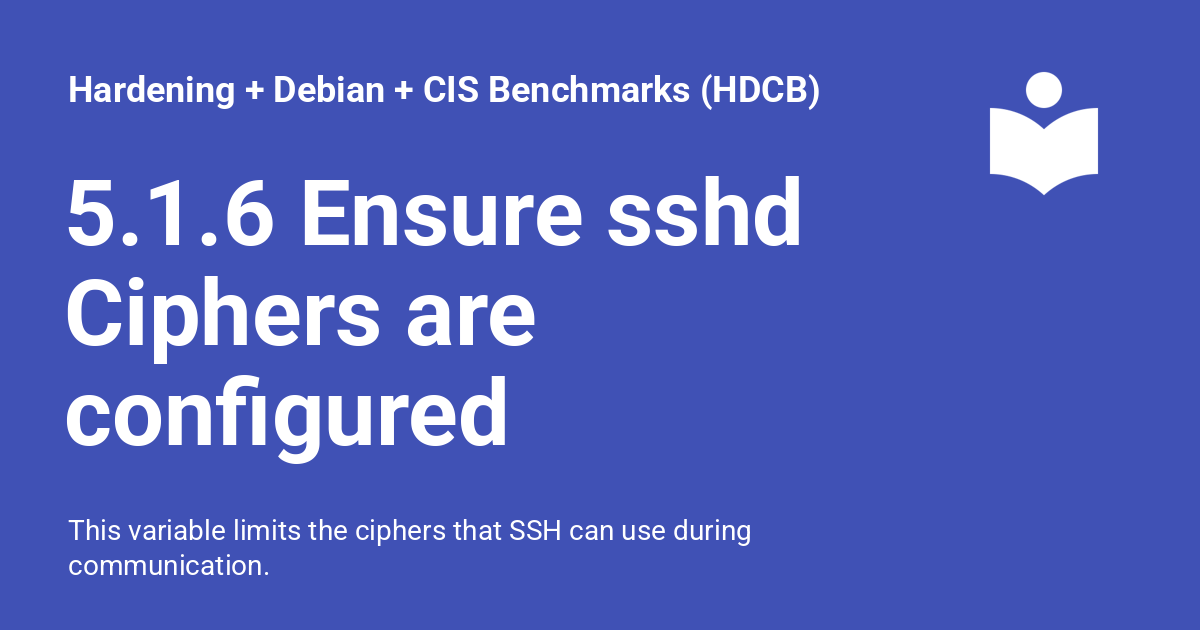 Hardening + Debian + CIS Benchmarks (HDCB)
5.1.6 Ensure sshd
Ciphers are
configured
This variable limits the ciphers that SSH can use during
communication.